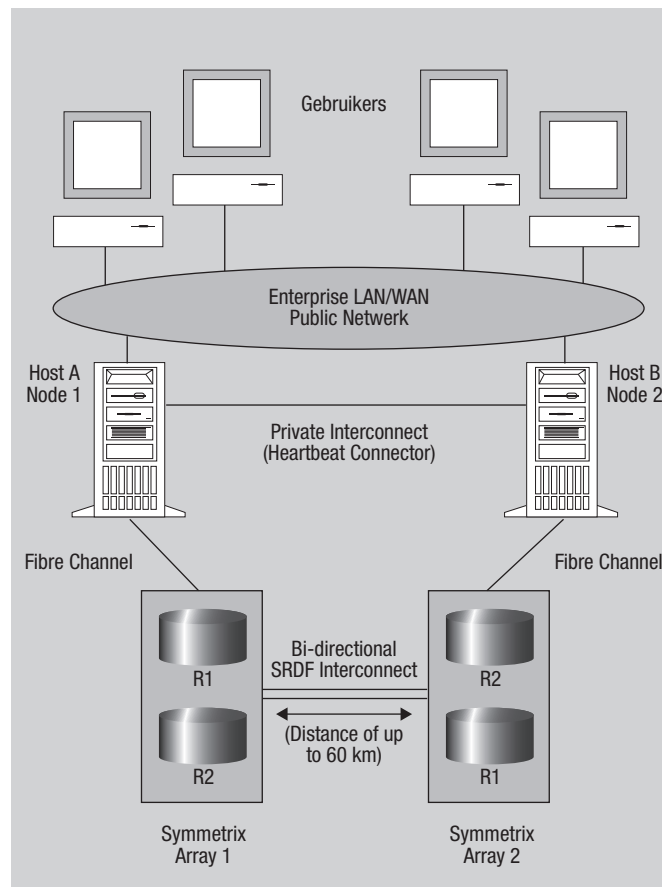 Gebruikers
Enterprise LAN/WAN
Public Netwerk
Host A
Node 1
Host B
Node 2
Private Interconnect
(Heartbeat Connector)
Fibre Channel
Fibre Channel
R1
R2
Bi-directional
SRDF Interconnect
(Distance of up
to 60 km)
R2
R1
Symmetrix
Array 1
Symmetrix
Array 2